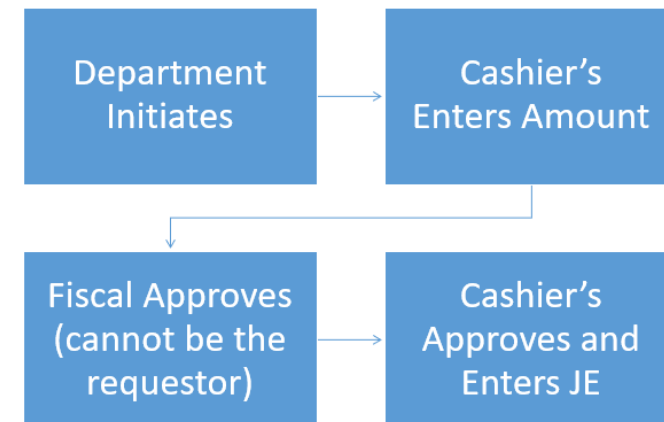 Department
Initiates
Cashier’s
Enters Amount
Fiscal Approves
(cannot be the
requestor)
Cashier’s
Approves and
Enters JE